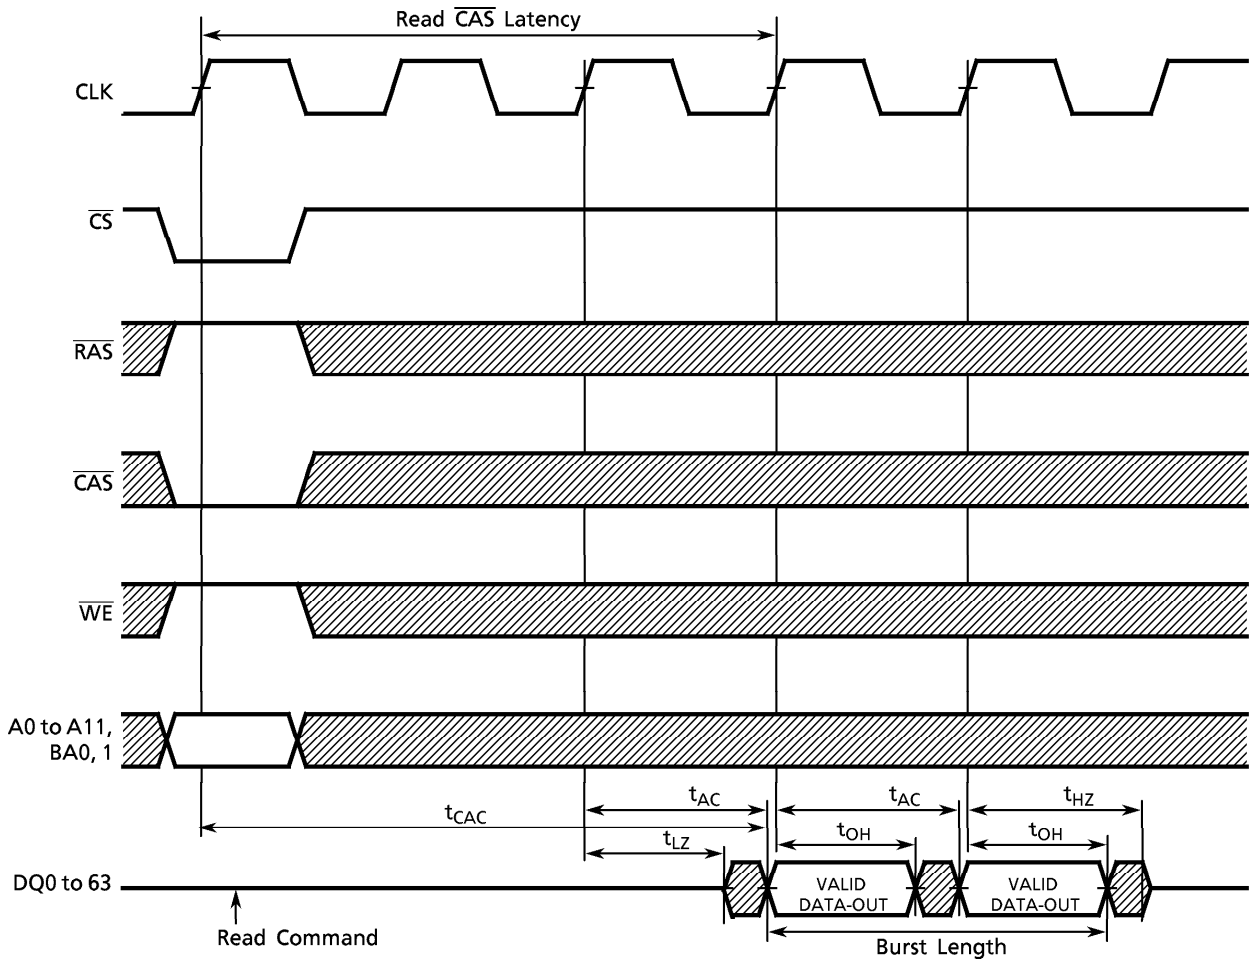 Read CAS Latency
CLK
CS
RAS
CAS
WE
A0 to A11,
BA0, 1
tAC
tAC
tHZ
tCAC
tOH
tOH
tLZ
DQ0 to 63
VALID
DATA-OUT
VALID
DATA-OUT
Read Command
Burst Length